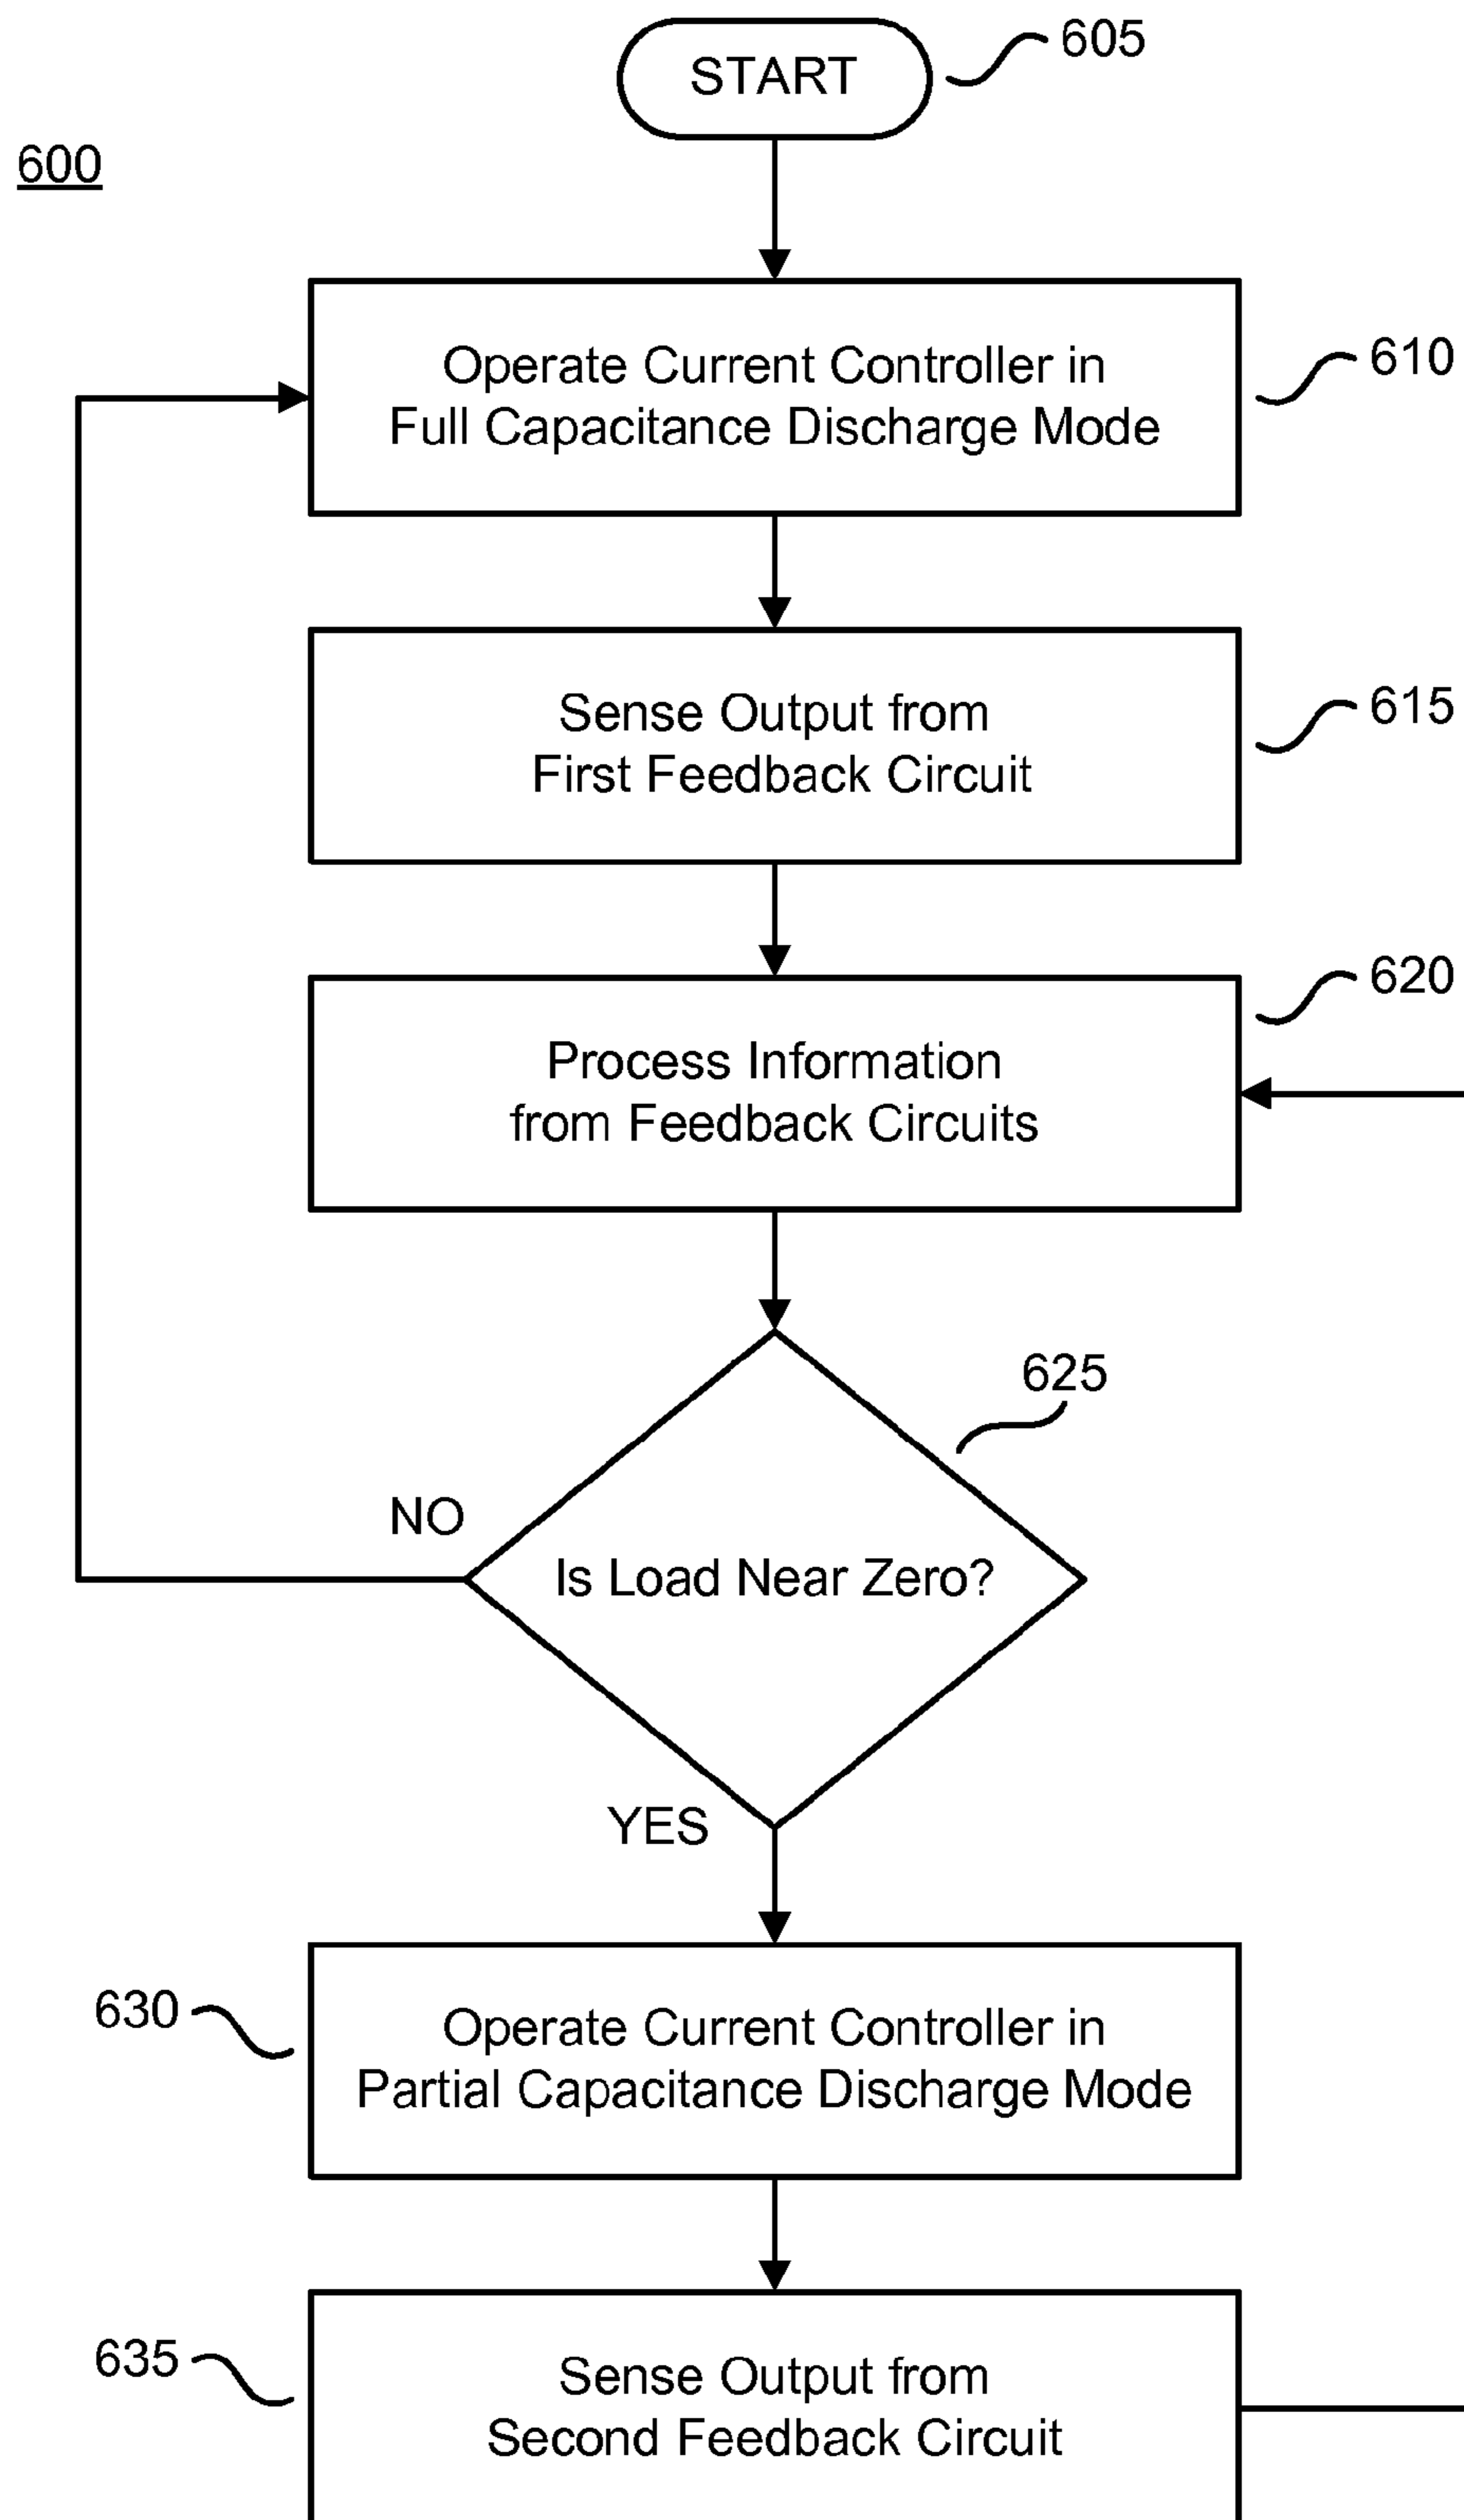 START
605
600
Operate Current Controller in
Full Capacitance Discharge Mode
610
Sense Output from
First Feedback Circuit
615
620
Process Information
from Feedback Circuits
625
NO
Is Load Near Zero?
YES
630
Operate Current Controller in
Partial Capacitance Discharge Mode
635
Sense Output from
Second Feedback Circuit